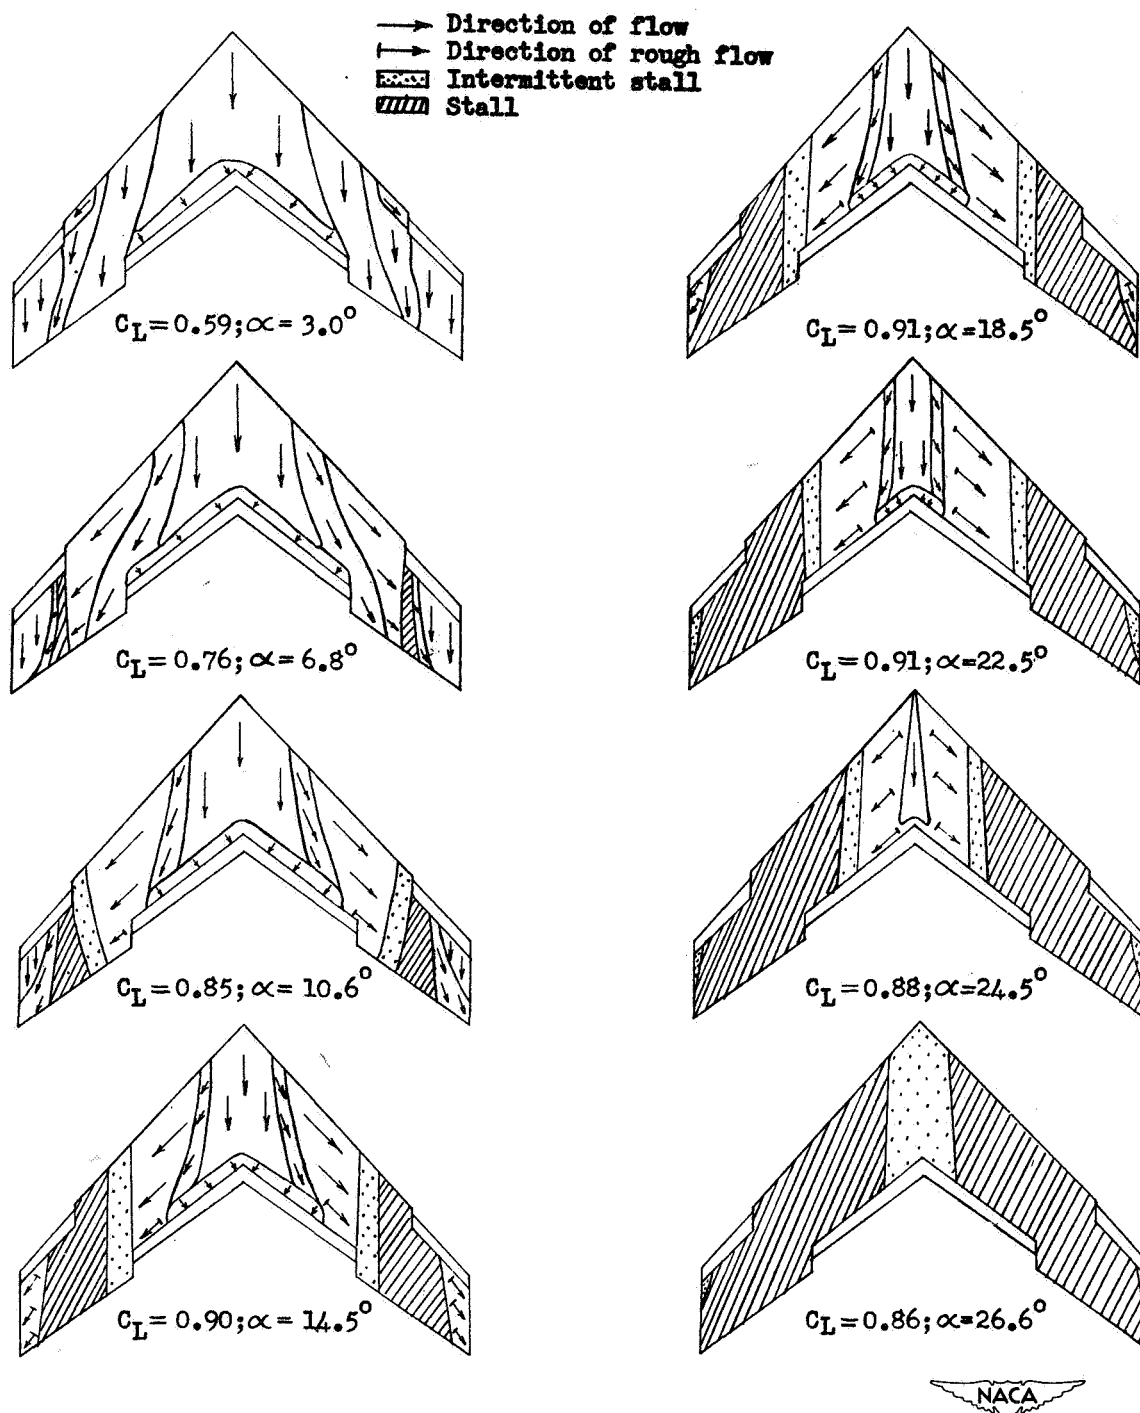 Direction of flow
Direction of rough flow
Intermittent stall
Stall
C_L=0.59; α= 3.0°
C_L=0.76; α= 6.8°
C_L=0.85; α= 10.6°
C_L=0.90; α= 14.5°
C_L=0.91; α=18.5°
C_L=0.91; α=22.5°
C_L=0.88; α=24.5°
C_L=0.86; α=26.6°
NACA